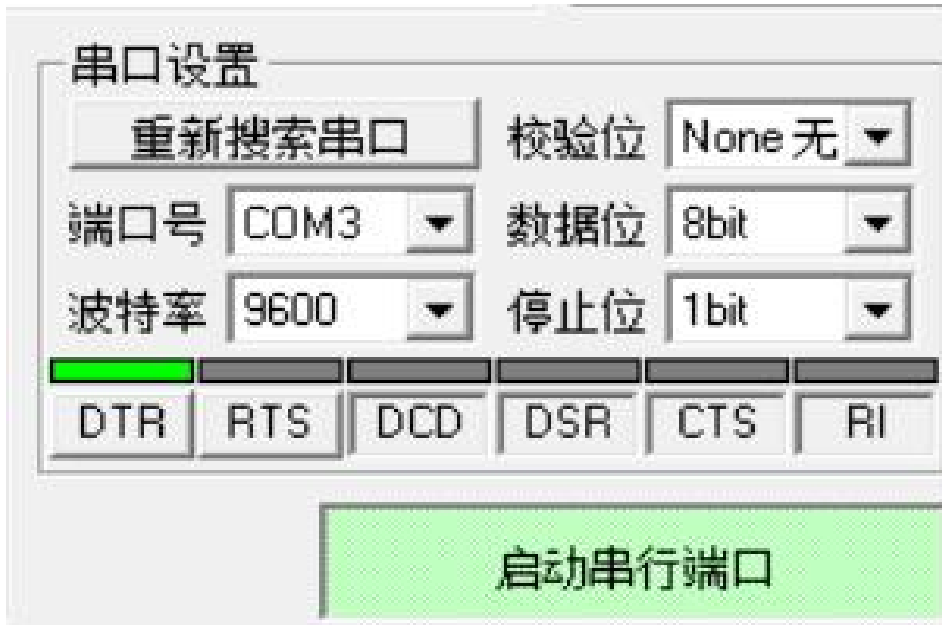 串口设置
重新搜索串口 校验位 None 无
端口号 COM3 数据位 8bit
波特率 9600 停止位 1bit
DTR RTS DCD DSR CTS RI
启动串行端口